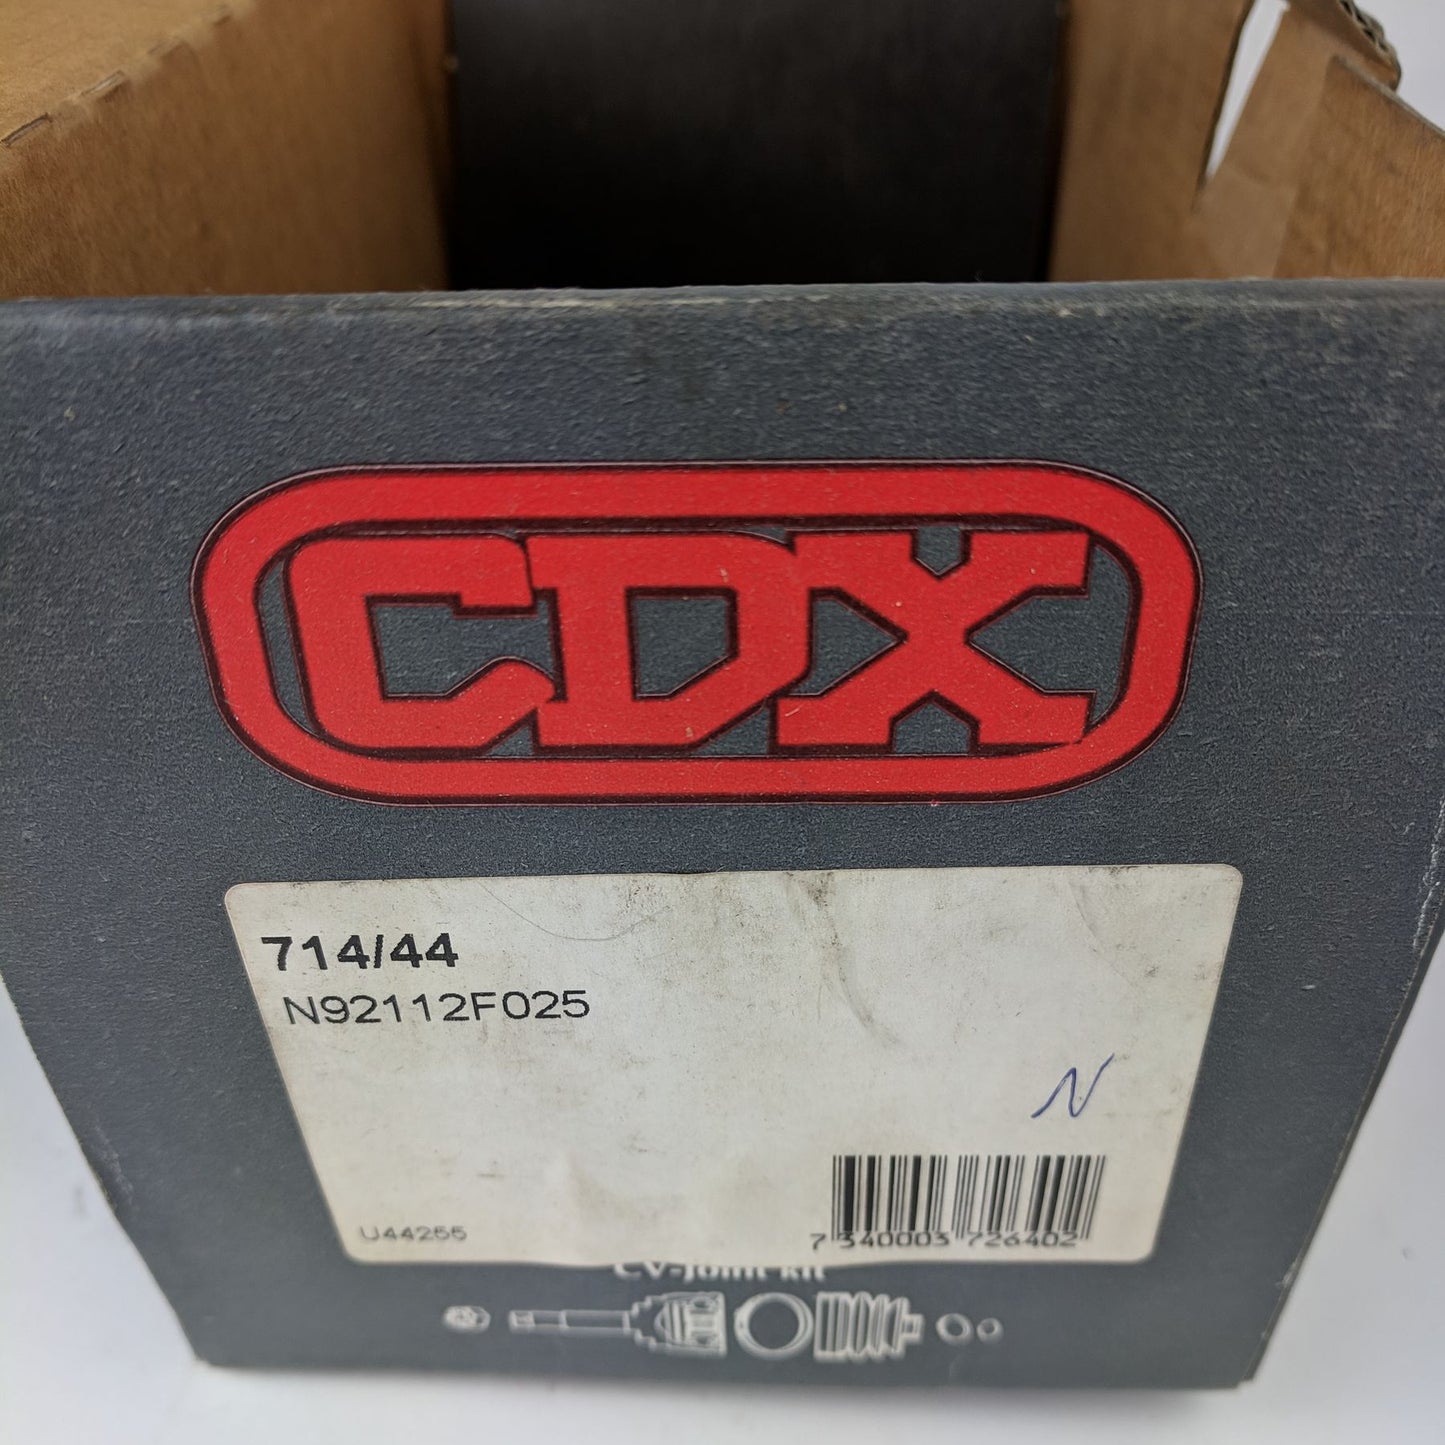 CDX
714/44
N92112F025
N
U44255
7 340003 726402
CV-Joint kit